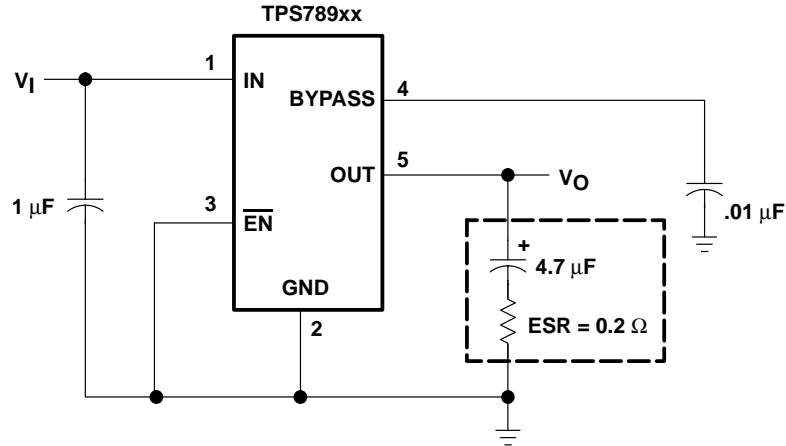 TPS789xx
1
VI
IN
BYPASS
4
OUT
5
VO
1 μF
3
EN
.01 μF
+
4.7 μF
GND
ESR = 0.2 Ω
2